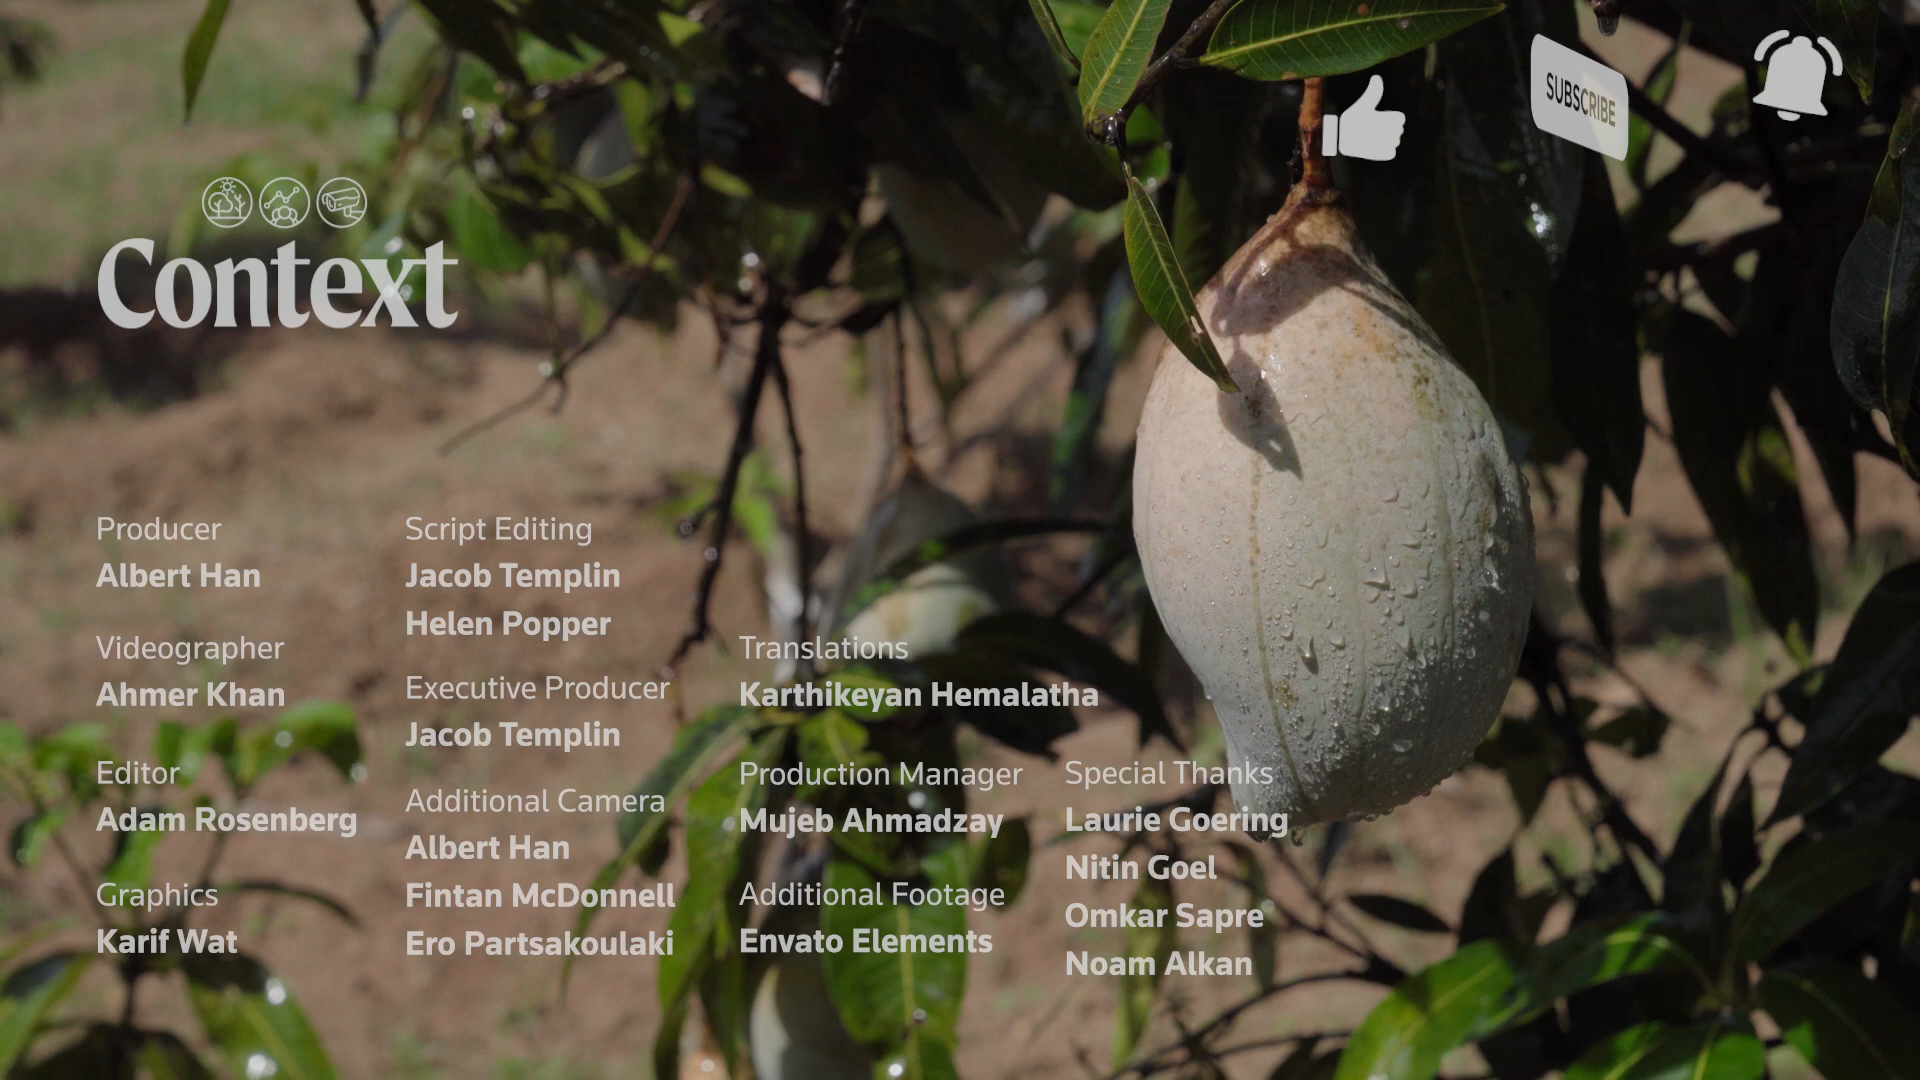 SUBSCRIBE
Context
Producer
Albert Han
Videographer
Ahmer Khan
Editor
Adam Rosenberg
Graphics
Karif Wat
Script Editing
Jacob Templin
Helen Popper
Executive Producer
Jacob Templin
Additional Camera
Albert Han
Fintan McDonnell
Ero Partsakoulaki
Translations
Karthikeyan Hemalatha
Production Manager
Mujeb Ahmadzay
Additional Footage
Envato Elements
Special Thanks
Laurie Goering
Nitin Goel
Omkar Sapre
Noam Alkan